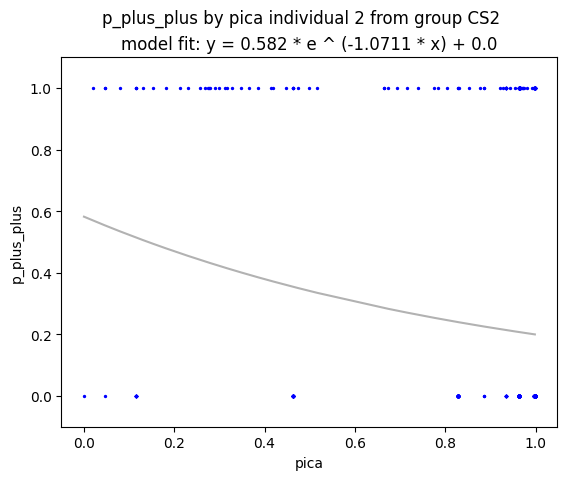 p_plus_plus by pica individual 2 from group CS2
model fit: y = 0.582 * e ^ (-1.0711 * x) + 0.0
1.0
0.8
0.6
0.4
0.2
0.0
p_plus_plus
0.0 0.2 0.4 0.6 0.8 1.0
pica